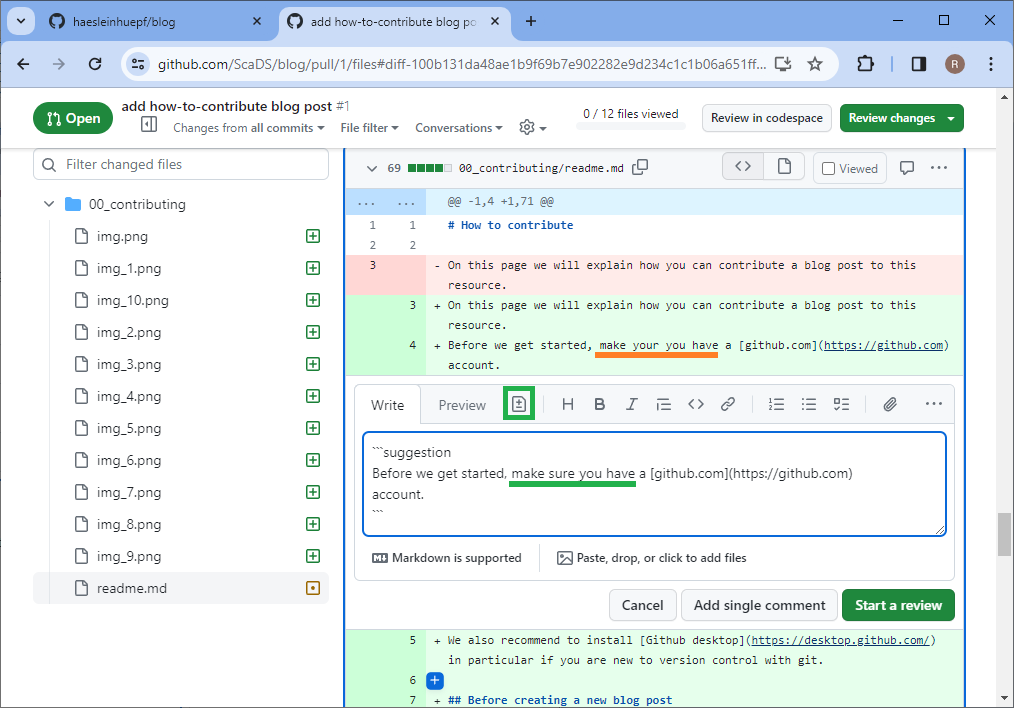 haesleinhuepf/blog
add how-to-contribute blog po
github.com/ScaDS/blog/pull/1/files#diff-100b131da48ae1b9f69b7e902282e9d234c1c1b06a651ff...
R
Open
add how-to-contribute blog post #1
Changes from all commits
File filter
Conversations
0 / 12 files viewed
Review in codespace
Review changes
Filter changed files
00_contributing
img.png
img_1.png
img_10.png
img_2.png
img_3.png
img_4.png
img_5.png
img_6.png
img_7.png
img_8.png
img_9.png
readme.md
69 00_contributing/readme.md
Viewed
... ... @@ -1,4 +1,71 @@
1 1 # How to contribute
2 2
3 - On this page we will explain how you can contribute a blog post to this
resource.
3 + On this page we will explain how you can contribute a blog post to this
resource.
4 + Before we get started, make your you have a [github.com](https://github.com)
account.
Write
Preview
```suggestion
Before we get started, make sure you have a [github.com](https://github.com)
account.
```
Markdown is supported
Paste, drop, or click to add files
Cancel
Add single comment
Start a review
5 + We also recommend to install [Github desktop](https://desktop.github.com/)
in particular if you are new to version control with git.
6 +
7 + ## Before creating a new blog post